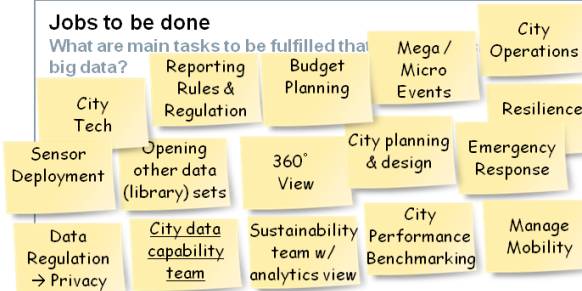 Jobs to be done
What are main tasks to be fulfilled that
big data?
City
Operations
Mega /
Micro
Events
Budget
Planning
Reporting
Rules &
Regulation
City
Tech
Resilience
Sensor
Deployment
Opening
other data
(library) sets
360°
View
City planning
& design
Emergency
Response
Data
Regulation
→ Privacy
City data
capability
team
Sustainability
team w/
analytics view
City
Performance
Benchmarking
Manage
Mobility